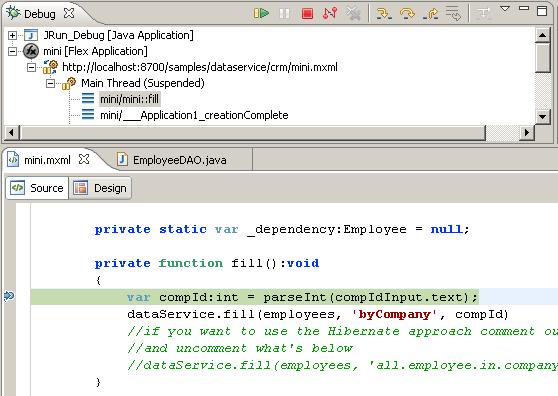 Debug
JRun_Debug [Java Application]
mini [Flex Application]
http://localhost:8700/samples/dataservice/crm/mini.mxml
Main Thread (Suspended)
mini/mini::fill
mini/___Application1_creationComplete
mini.mxml EmployeeDAO.java
Source Design
private static var _dependency:Employee = null;
private function fill():void
{
var compId:int = parseInt(compIdInput.text);
dataService.fill(employees, 'byCompany', compId)
//if you want to use the Hibernate approach comment ou
//and uncomment what's below
//dataService.fill(employees, 'all.employee.in.company
}